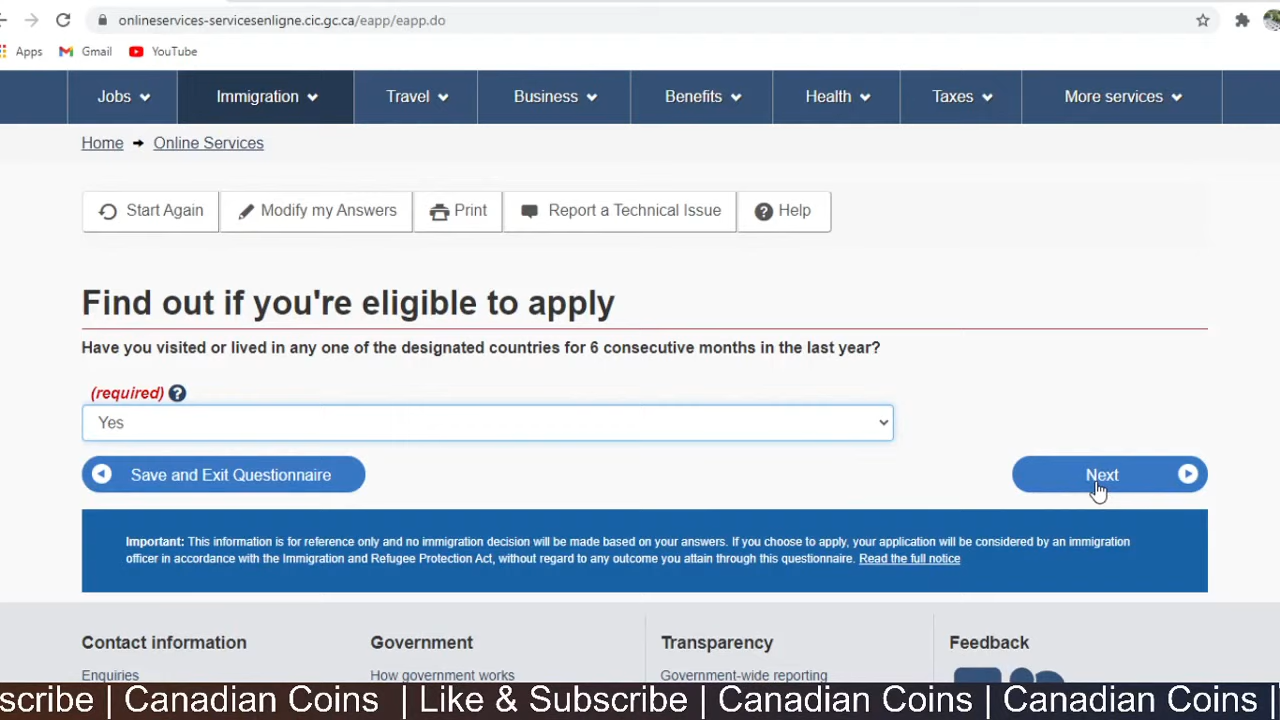 onlineservices-servicesenligne.cic.gc.ca/eapp/eapp.do
Apps Gmail YouTube
Jobs Immigration Travel Business Benefits Health Taxes More services
Home Online Services
Start Again Modify my Answers Print Report a Technical Issue Help
Find out if you're eligible to apply
Have you visited or lived in any one of the designated countries for 6 consecutive months in the last year?
(required)
Yes
Save and Exit Questionnaire Next
Important: This information is for reference only and no immigration decision will be made based on your answers. If you choose to apply, your application will be considered by an immigration
officer in accordance with the Immigration and Refugee Protection Act, without regard to any outcome you attain through this questionnaire. Read the full notice
Contact information Government Transparency Feedback
Enquiries How government works Government-wide reporting
scribe | Canadian Coins | Like & Subscribe | Canadian Coins | Canadian Coins |